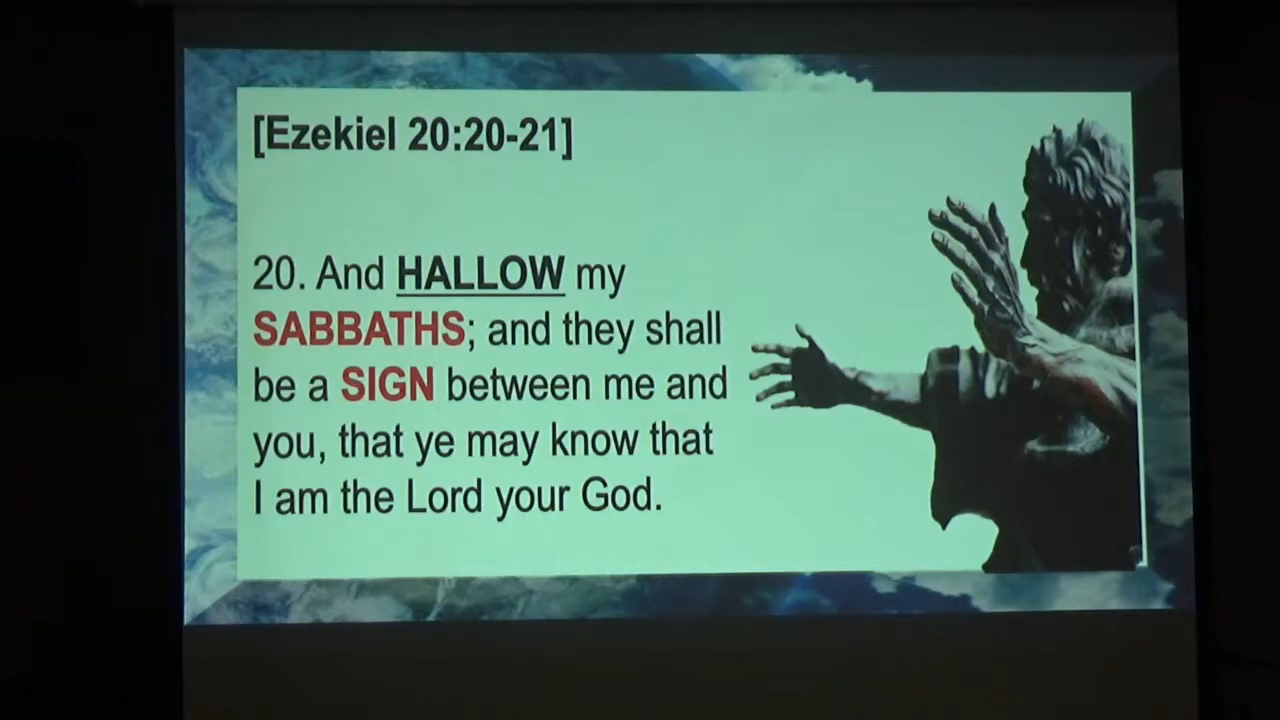 [Ezekiel 20:20-21]
20. And HALLOW my
SABBATHS; and they shall
be a SIGN between me and
you, that ye may know that
I am the Lord your God.